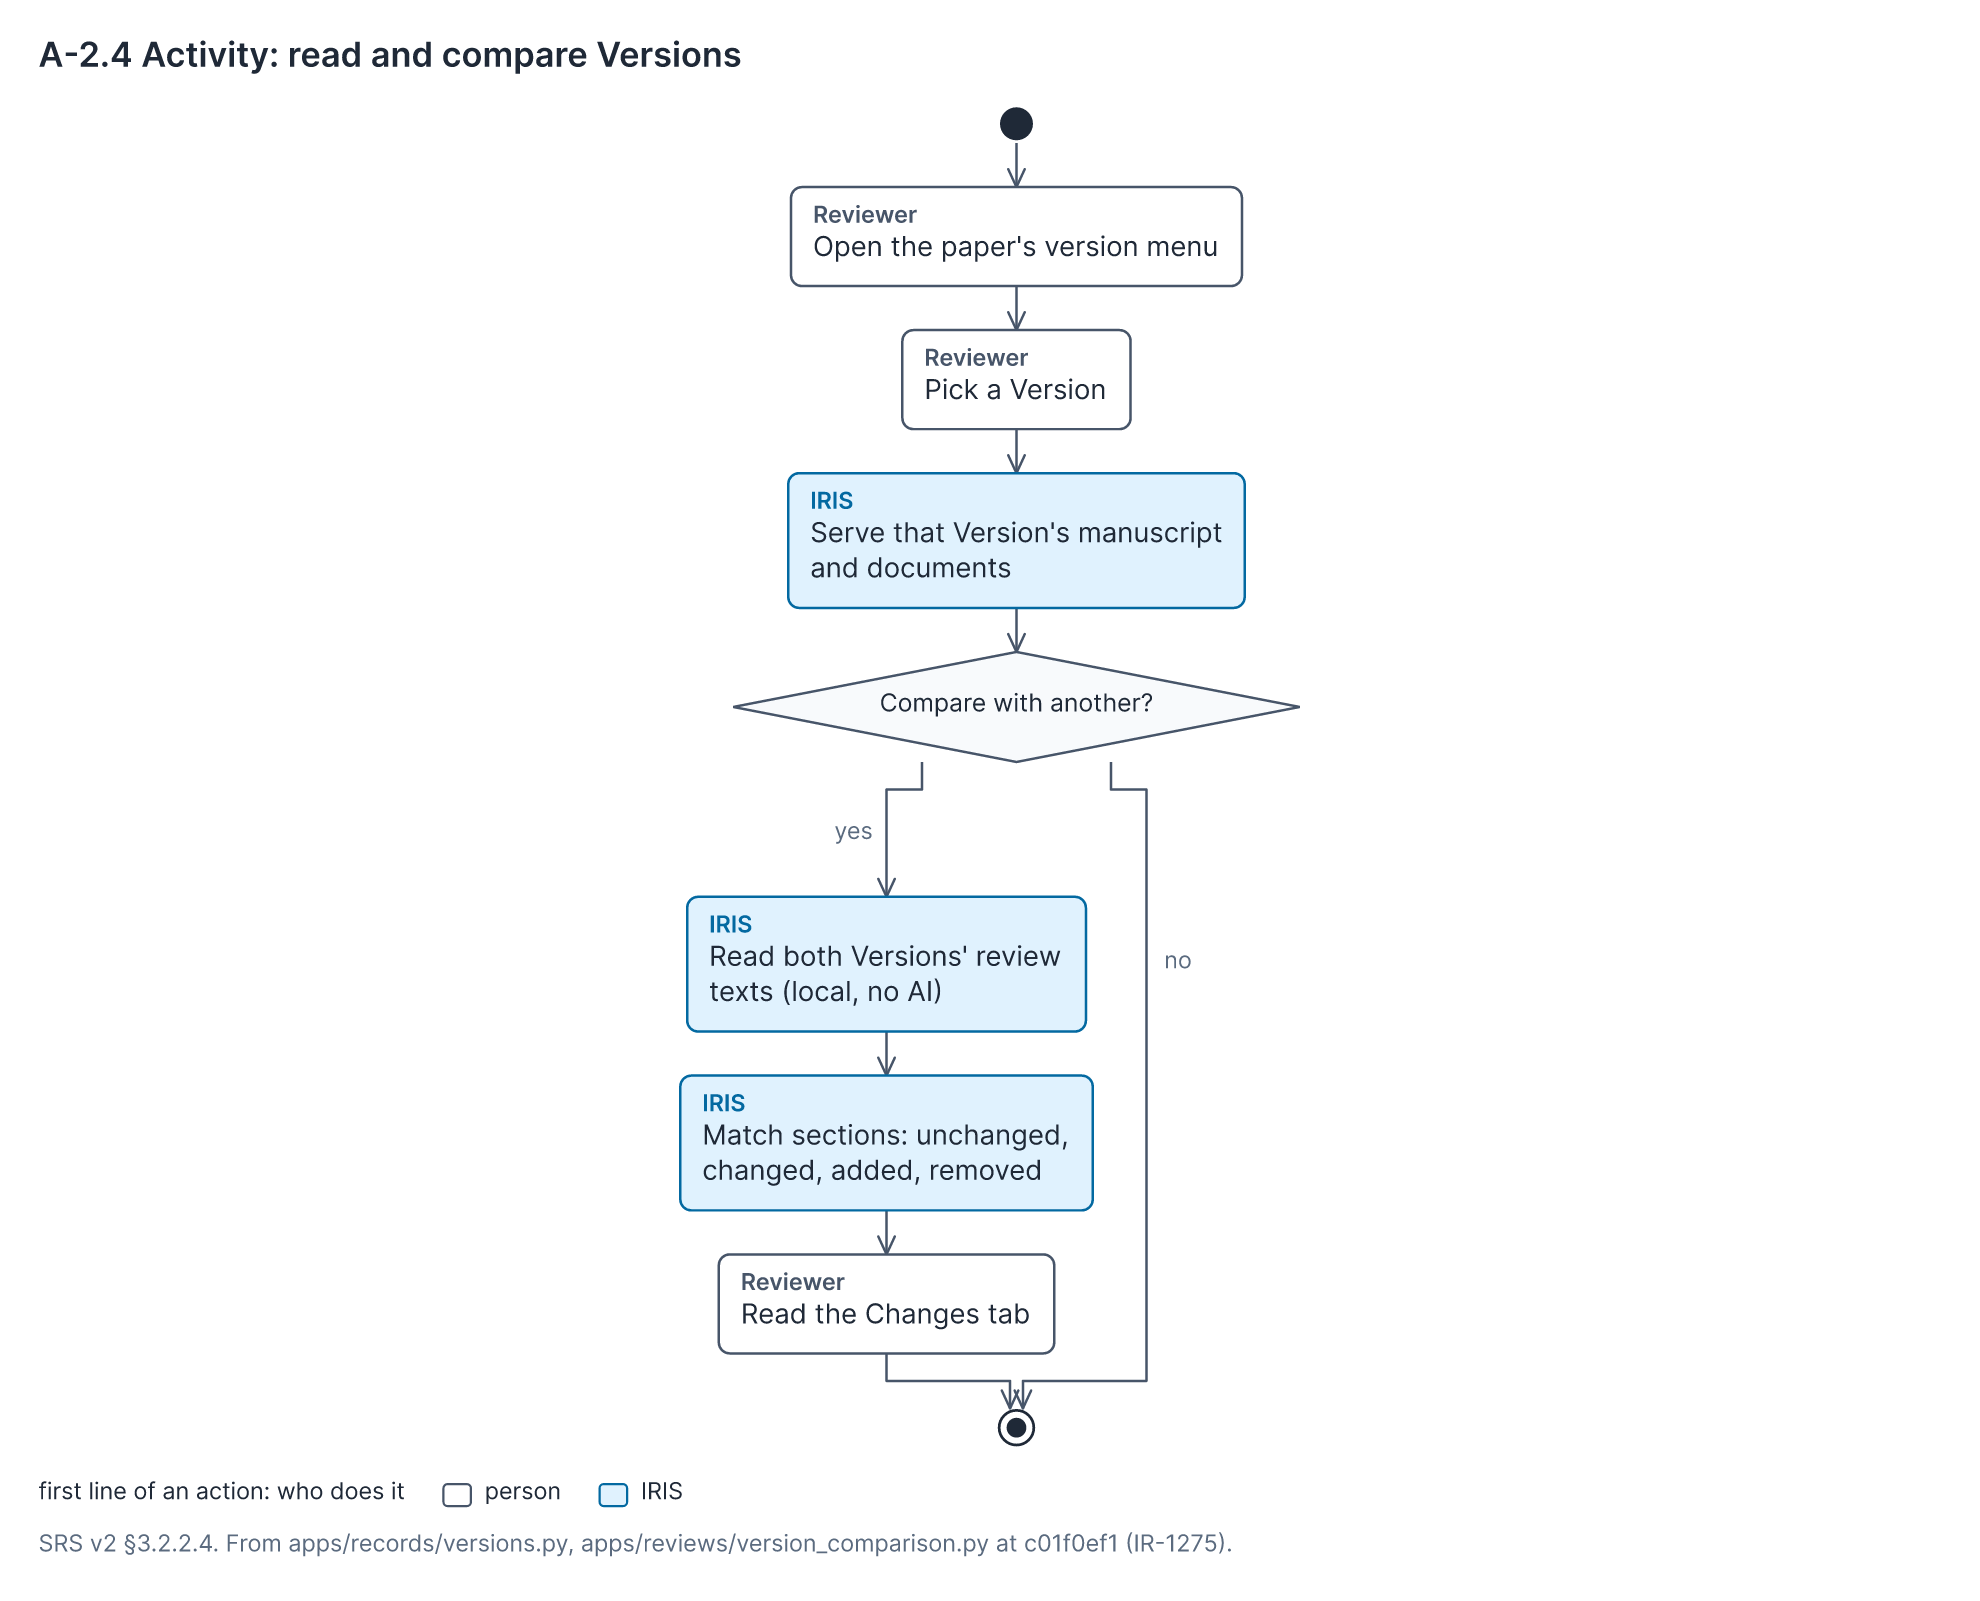 A-2.4 Activity: read and compare Versions
Reviewer
Open the paper's version menu
Reviewer
Pick a Version
IRIS
Serve that Version's manuscript
and documents
Compare with another?
yes
no
IRIS
Read both Versions' review
texts (local, no AI)
IRIS
Match sections: unchanged,
changed, added, removed
Reviewer
Read the Changes tab
first line of an action: who does it
person
IRIS
SRS v2 §3.2.2.4. From apps/records/versions.py, apps/reviews/version_comparison.py at c01f0ef1 (IR-1275).